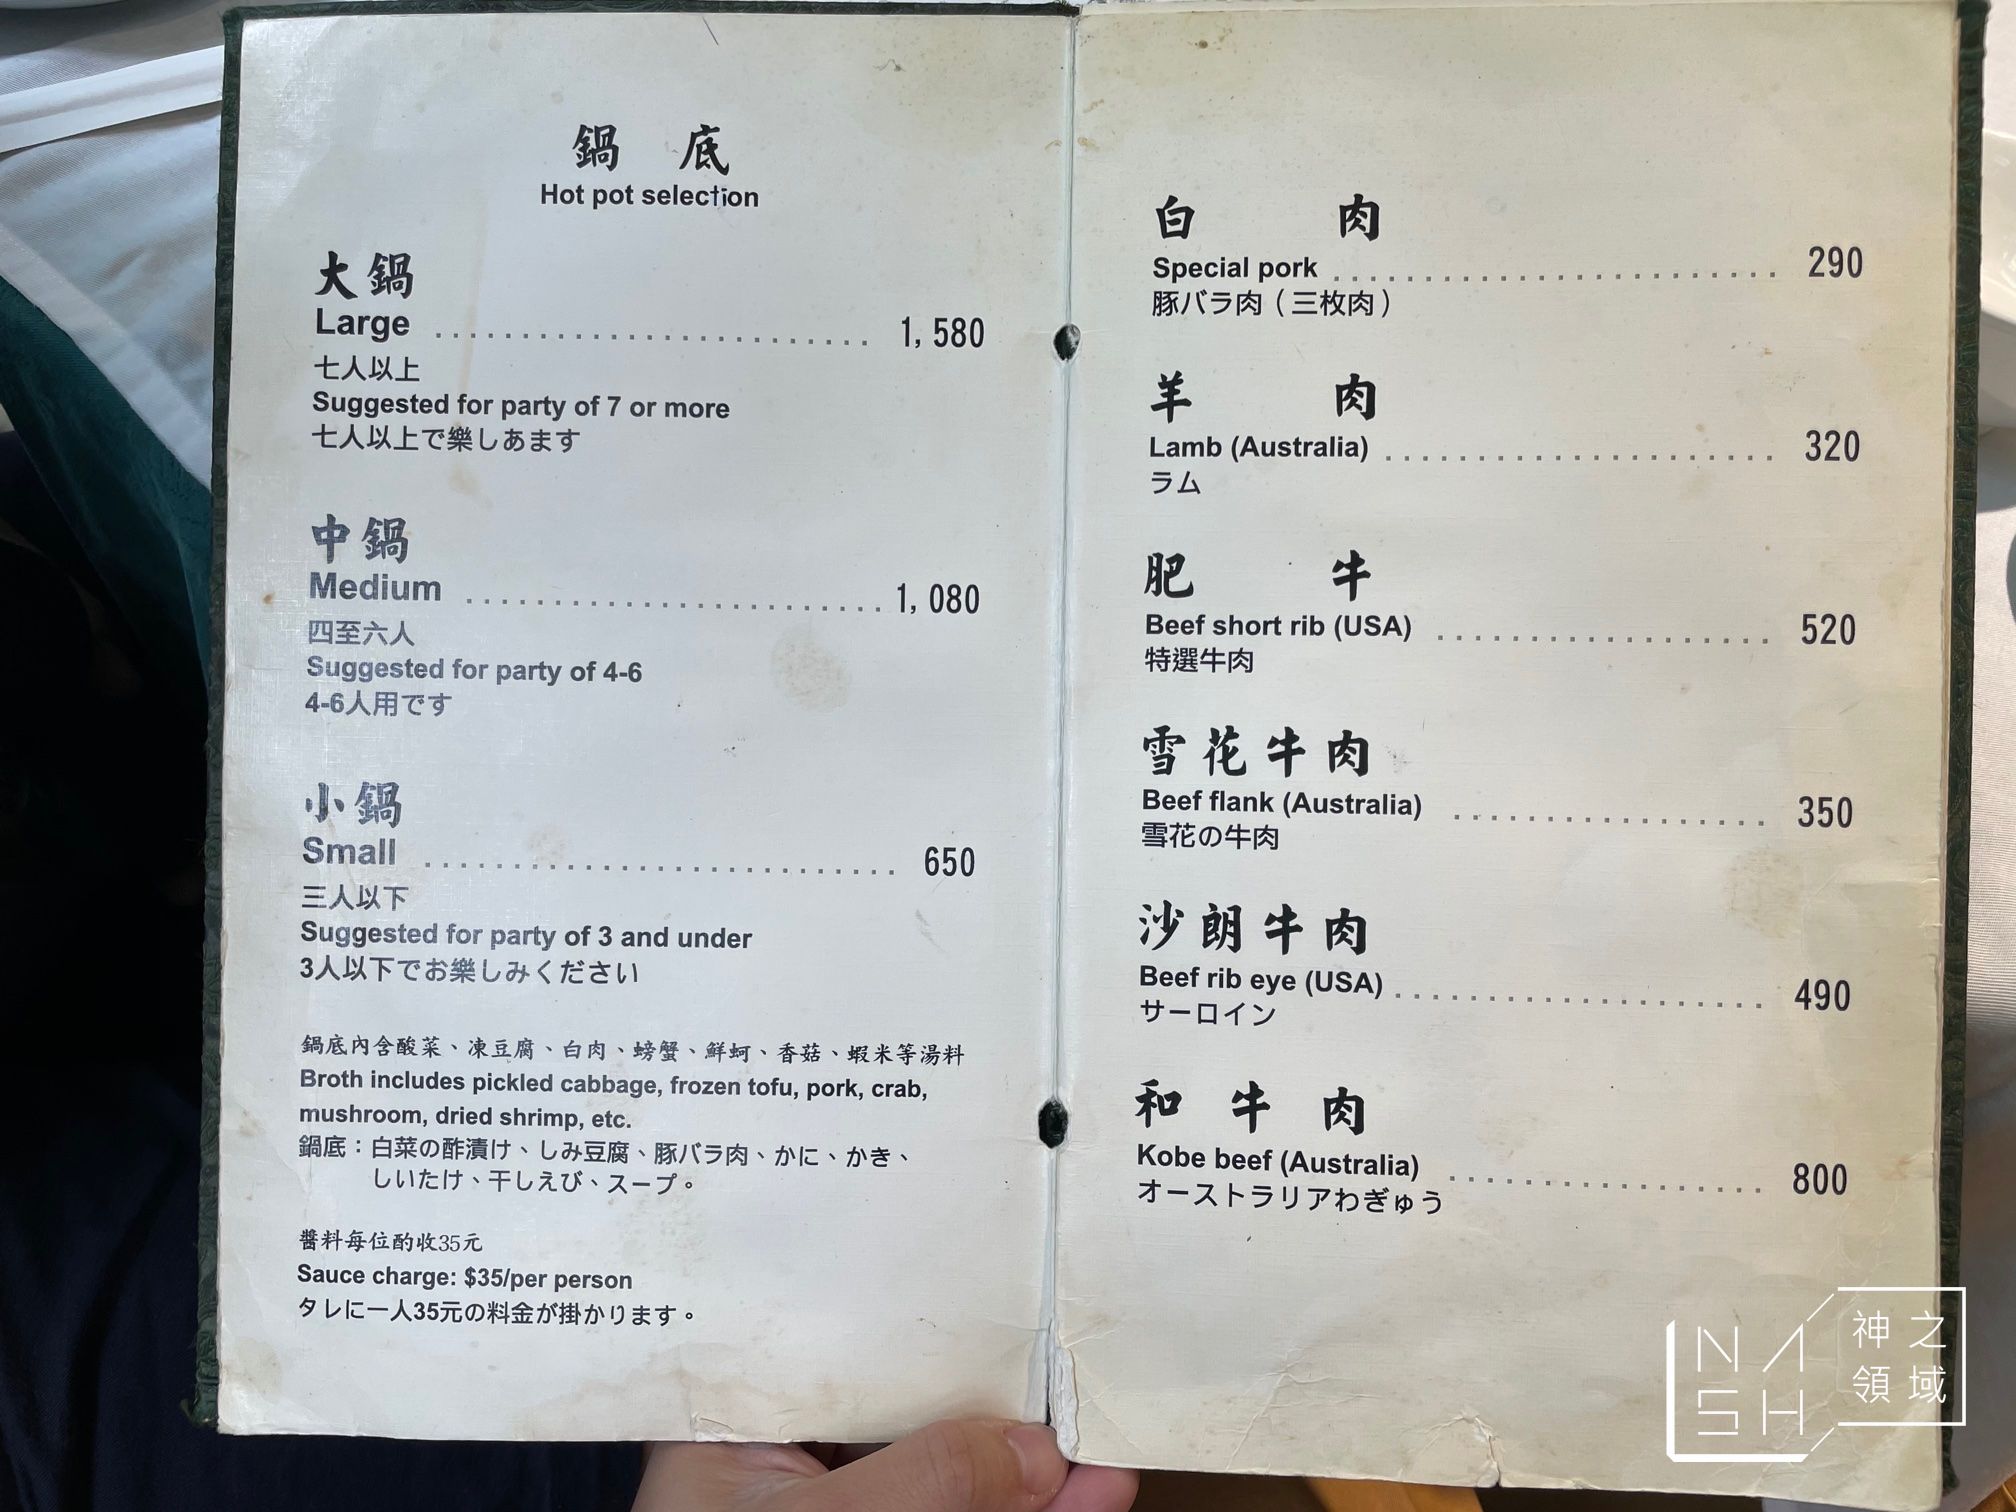 鍋 底
Hot pot selection
大鍋
Large ........................ 1,580
七人以上
Suggested for party of 7 or more
七人以上で樂しあます
中鍋
Medium ........................ 1,080
四至六人
Suggested for party of 4-6
4-6人用です
小鍋
Small ........................ 650
三人以下
Suggested for party of 3 and under
3人以下でお樂しみください
鍋底內含酸菜、凍豆腐、白肉、螃蟹、鮮蚵、香菇、蝦米等湯料
Broth includes pickled cabbage, frozen tofu, pork, crab,
mushroom, dried shrimp, etc.
鍋底：白菜の酢漬け、しみ豆腐、豚バラ肉、かに、かき、
しいたけ、干しえび、スープ。
醬料每位酌收35元
Sauce charge: $35/per person
タレに一人35元の料金が掛かります。
白 肉
Special pork ........................ 290
豚バラ肉（三枚肉）
羊 肉
Lamb (Australia) ........................ 320
ラム
肥 牛
Beef short rib (USA) ........................ 520
特選牛肉
雪花牛肉
Beef flank (Australia) ........................ 350
雪花の牛肉
沙朗牛肉
Beef rib eye (USA) ........................ 490
サーロイン
和牛肉
Kobe beef (Australia) ........................ 800
オーストラリアわぎゅう
NASH
神之
領域